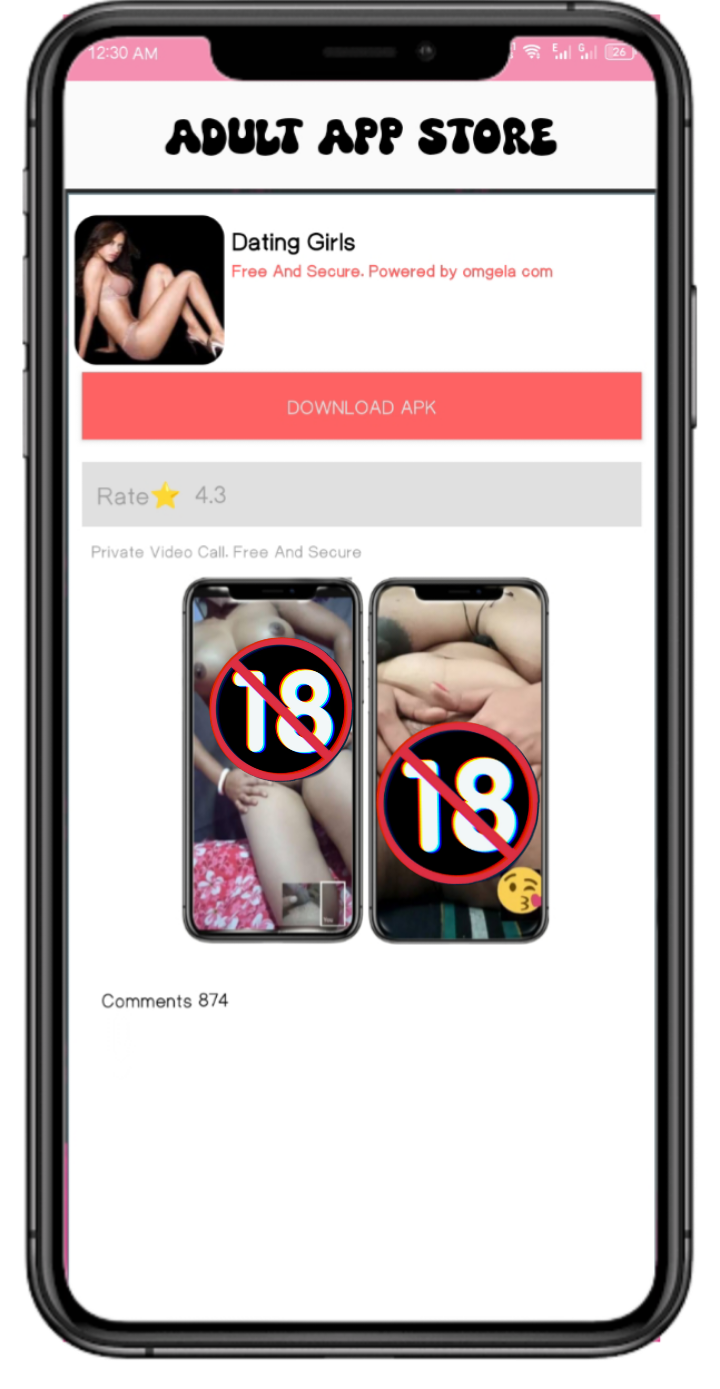 12:30 AM
26
ADULT APP STORE
Dating Girls
Free And Secure. Powered by omgela com
DOWNLOAD APK
Rate⭐ 4.3
Private Video Call. Free And Secure
18
18
Comments 874